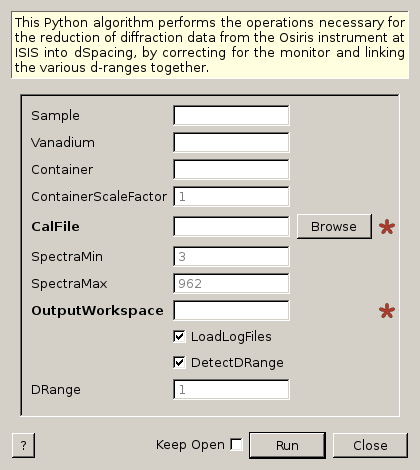 This Python algorithm performs the operations necessary for
the reduction of diffraction data from the Osiris instrument at
ISIS into dSpacing, by correcting for the monitor and linking
the various d-ranges together.
Sample
Vanadium
Container
ContainerScaleFactor 1
CalFile Browse *
SpectraMin 3
SpectraMax 962
OutputWorkspace *
LoadLogFiles
DetectDRange
DRange 1
? Keep Open Run Close